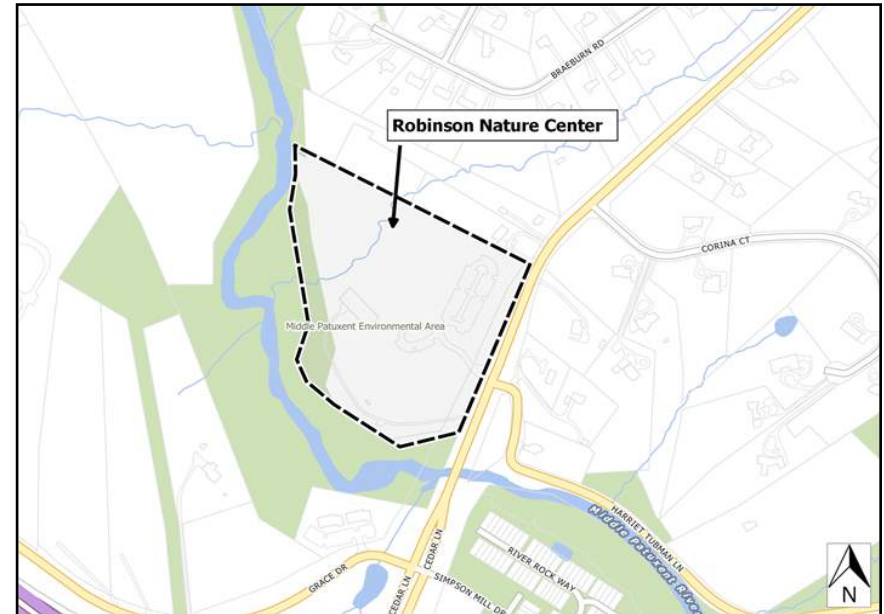 BRAEBURN RD
Robinson Nature Center
CORINA CT
Middle Patuxent Environmental Area
HARRIET TUBMAN LN
Middle Patuxent River
CEDAR LN
RIVER ROCK WAY
GRACE DR
CEDAR LN
SIMPSON MILL DR
N